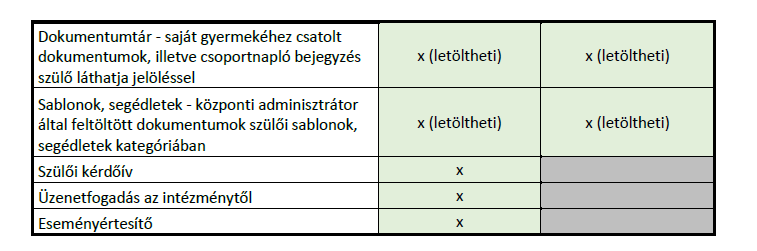 Dokumentumtár - saját gyermekéhez csatolt
dokumentumok, illetve csoportnapló bejegyzés
szülő láthatja jelöléssel
x (letöltheti)
x (letöltheti)
Sablonok, segédletek - központi adminisztrátor
által feltöltött dokumentumok szülői sablonok,
segédletek kategóriában
x (letöltheti)
x (letöltheti)
Szülői kérdőív
x
Üzenetfogadás az intézménytől
x
Eseményértesítő
x